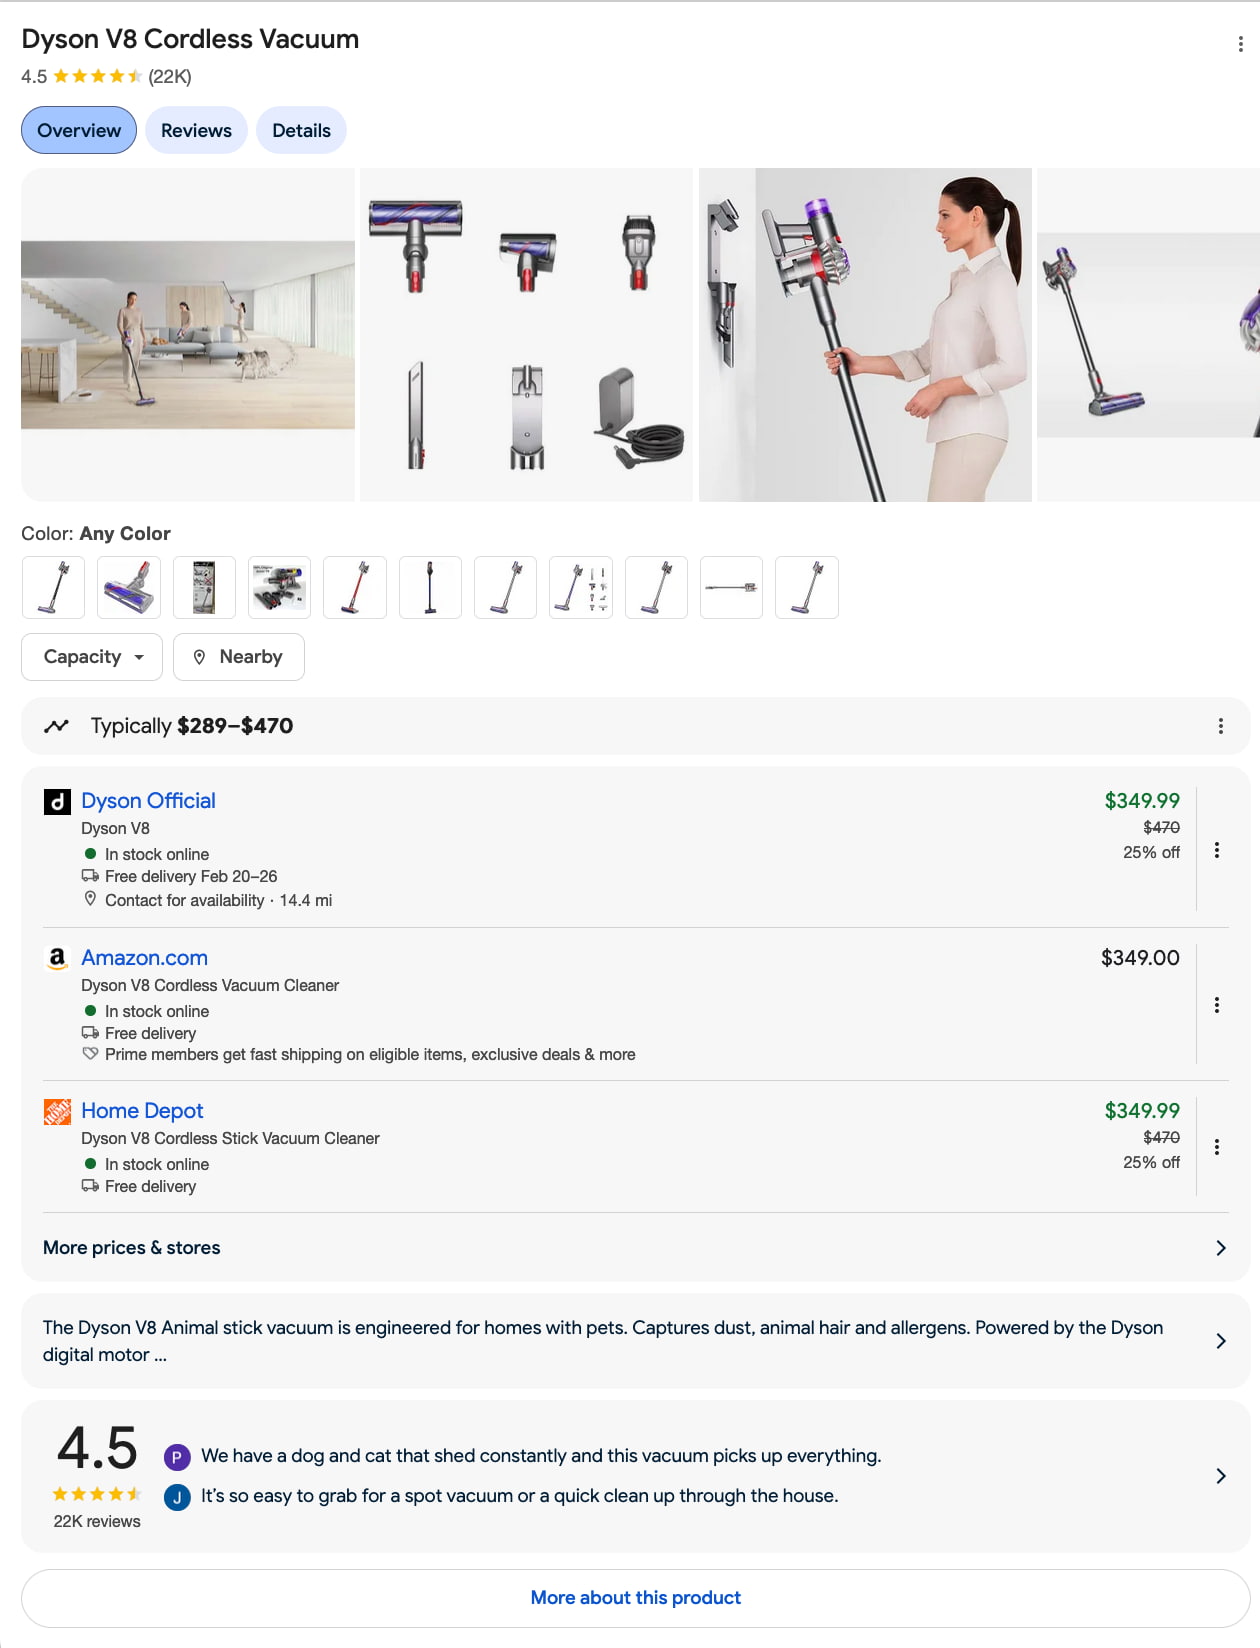 Dyson V8 Cordless Vacuum
4.5 (22K)
Overview Reviews Details
Color: Any Color
Capacity Nearby
Typically $289–$470
Dyson Official $349.99
Dyson V8 $470
In stock online 25% off
Free delivery Feb 20–26
Contact for availability · 14.4 mi
a Amazon.com $349.00
Dyson V8 Cordless Vacuum Cleaner
In stock online
Free delivery
Prime members get fast shipping on eligible items, exclusive deals & more
THE HOME DEPOT Home Depot $349.99
Dyson V8 Cordless Stick Vacuum Cleaner $470
In stock online 25% off
Free delivery
More prices & stores
The Dyson V8 Animal stick vacuum is engineered for homes with pets. Captures dust, animal hair and allergens. Powered by the Dyson
digital motor ...
4.5
22K reviews
P We have a dog and cat that shed constantly and this vacuum picks up everything.
J It’s so easy to grab for a spot vacuum or a quick clean up through the house.
More about this product